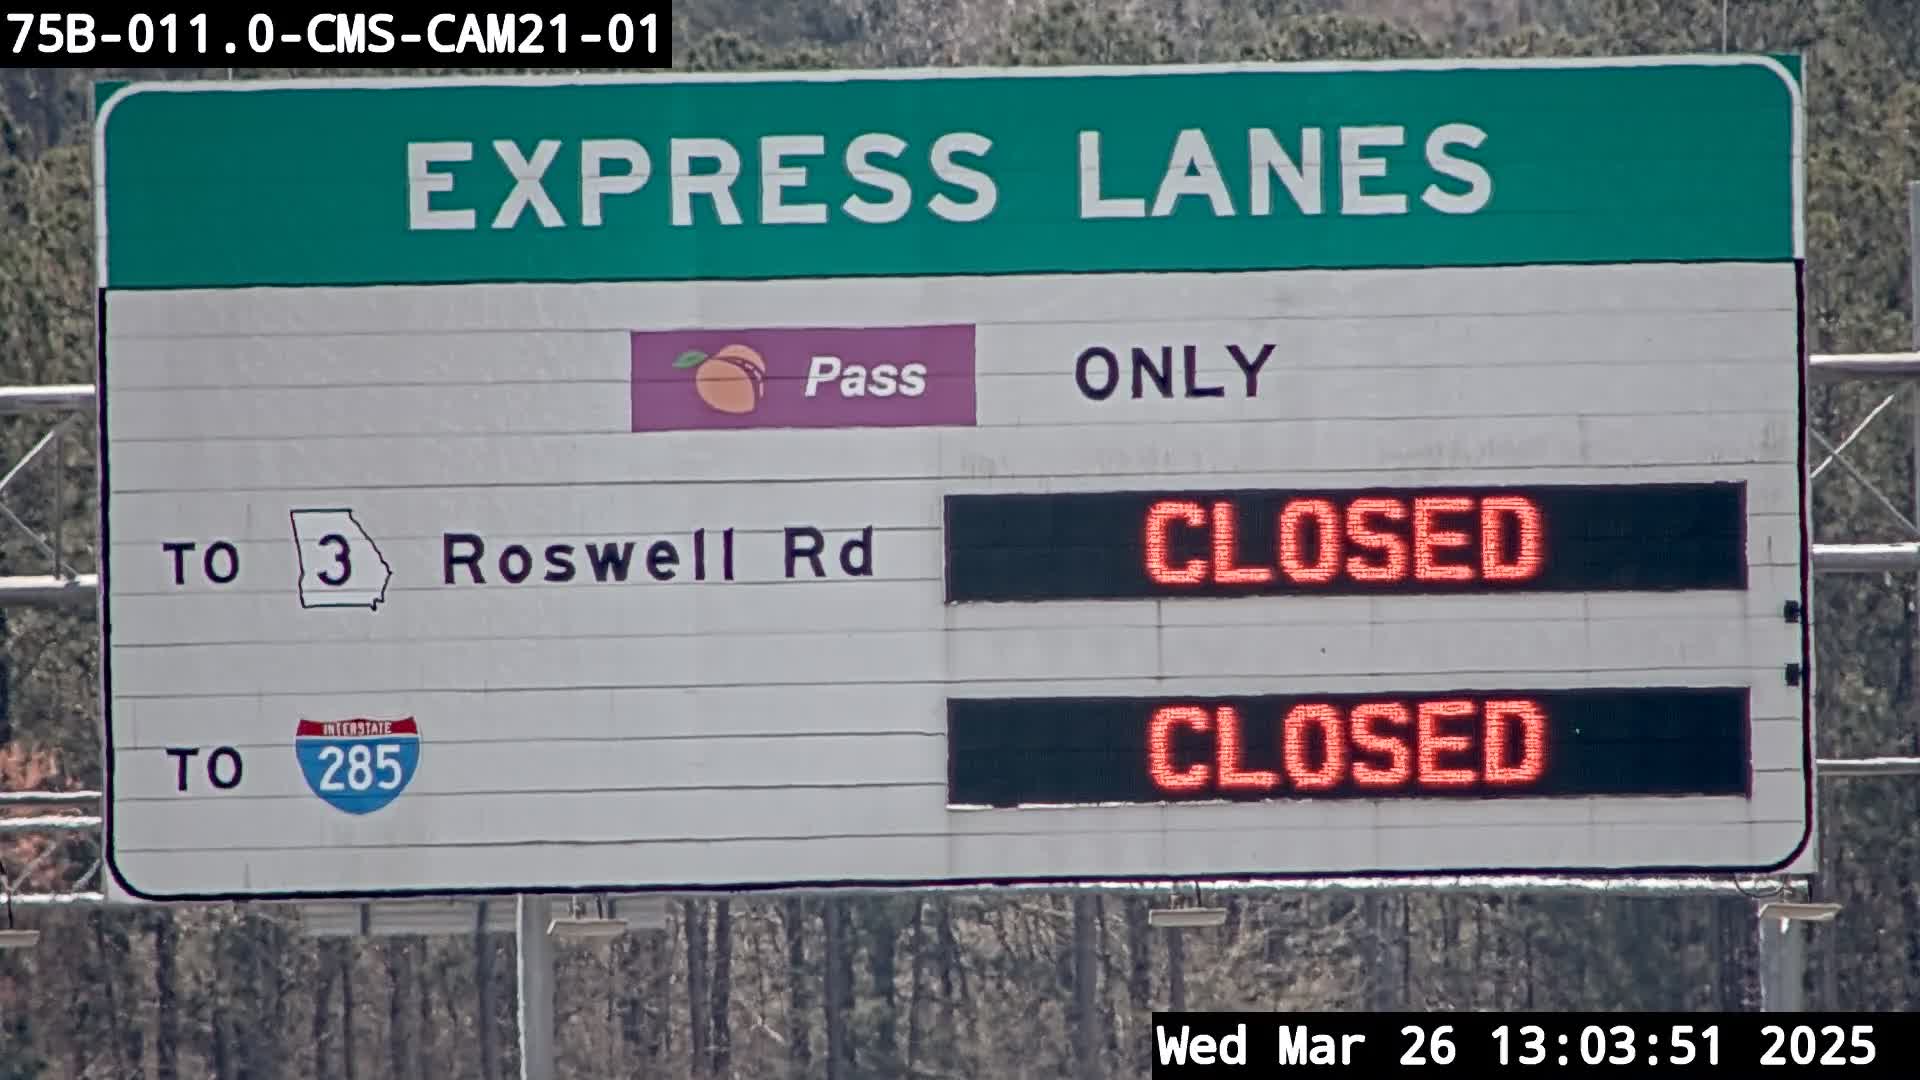 75B-011.0-CMS-CAM21-01
EXPRESS LANES
Pass ONLY
TO 3 Roswell Rd CLOSED
TO INTERSTATE 285 CLOSED
Wed Mar 26 13:03:51 2025